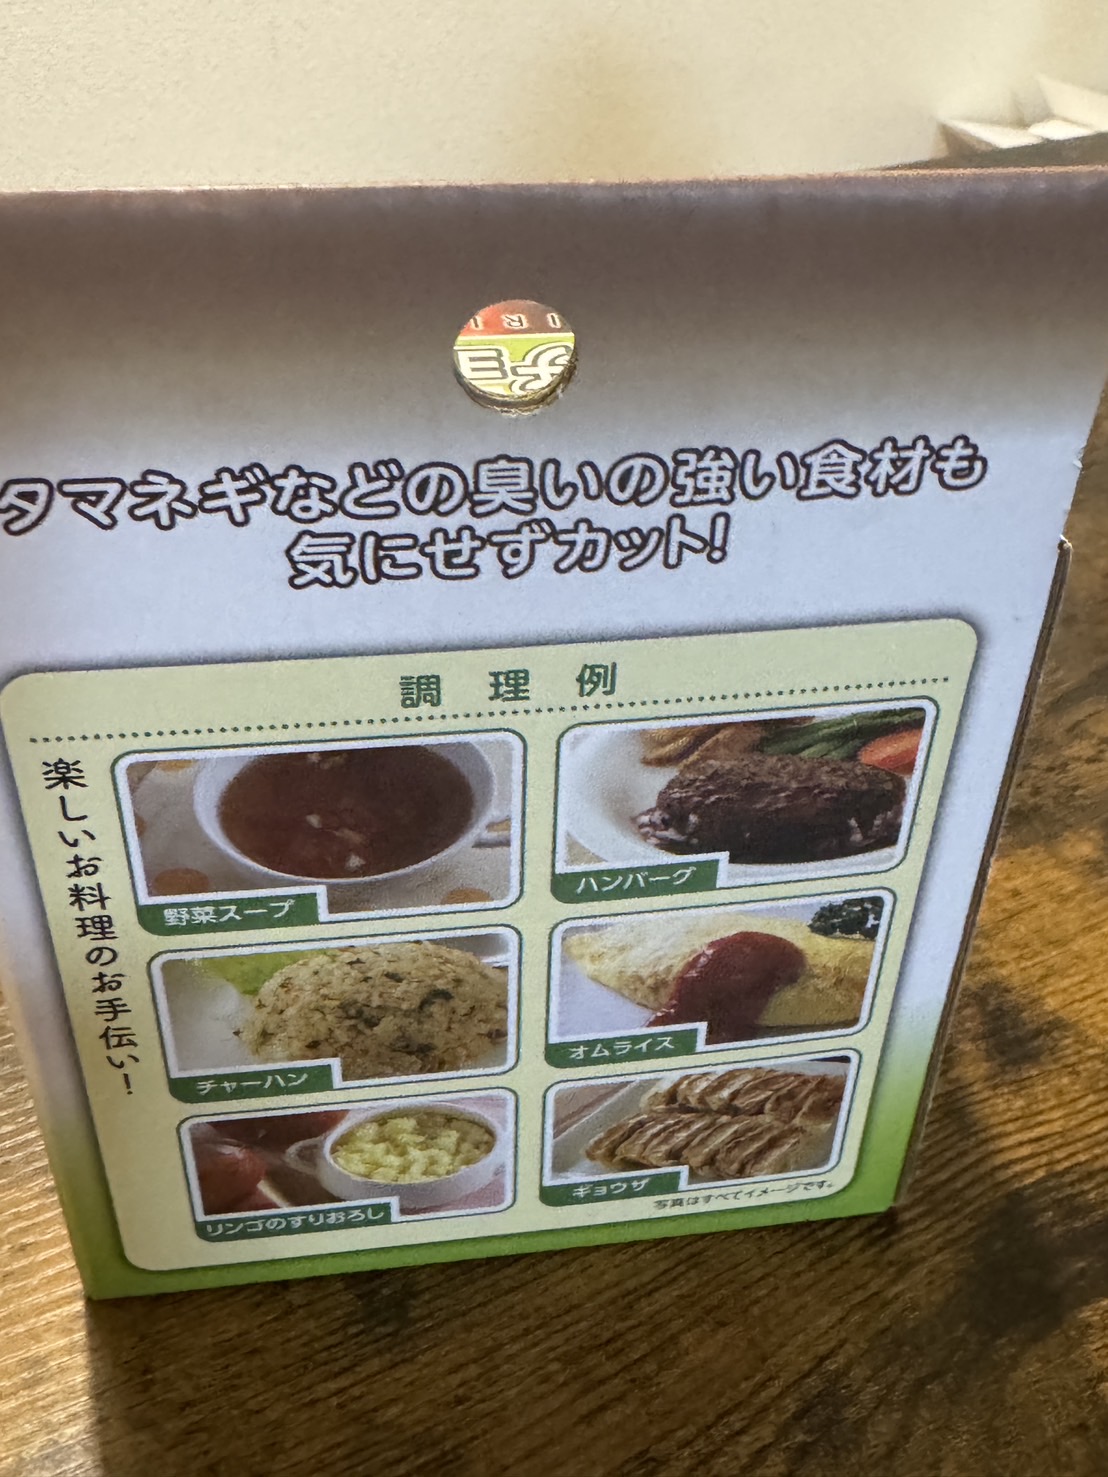 タマネギなどの臭いの強い食材も
気にせずカット!
調理例
楽しいお料理のお手伝い!
野菜スープ
ハンバーグ
チャーハン
オムライス
リンゴのすりおろし
ギョウザ
写真はすべてイメージです。